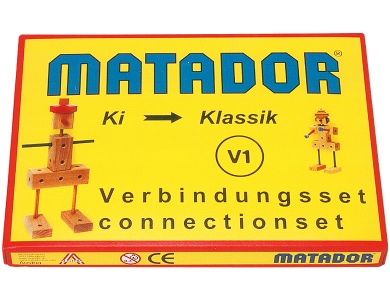 MATADOR®
Ki → Klassik
V1
Verbindungsset
connectionset
CE
MATADOR